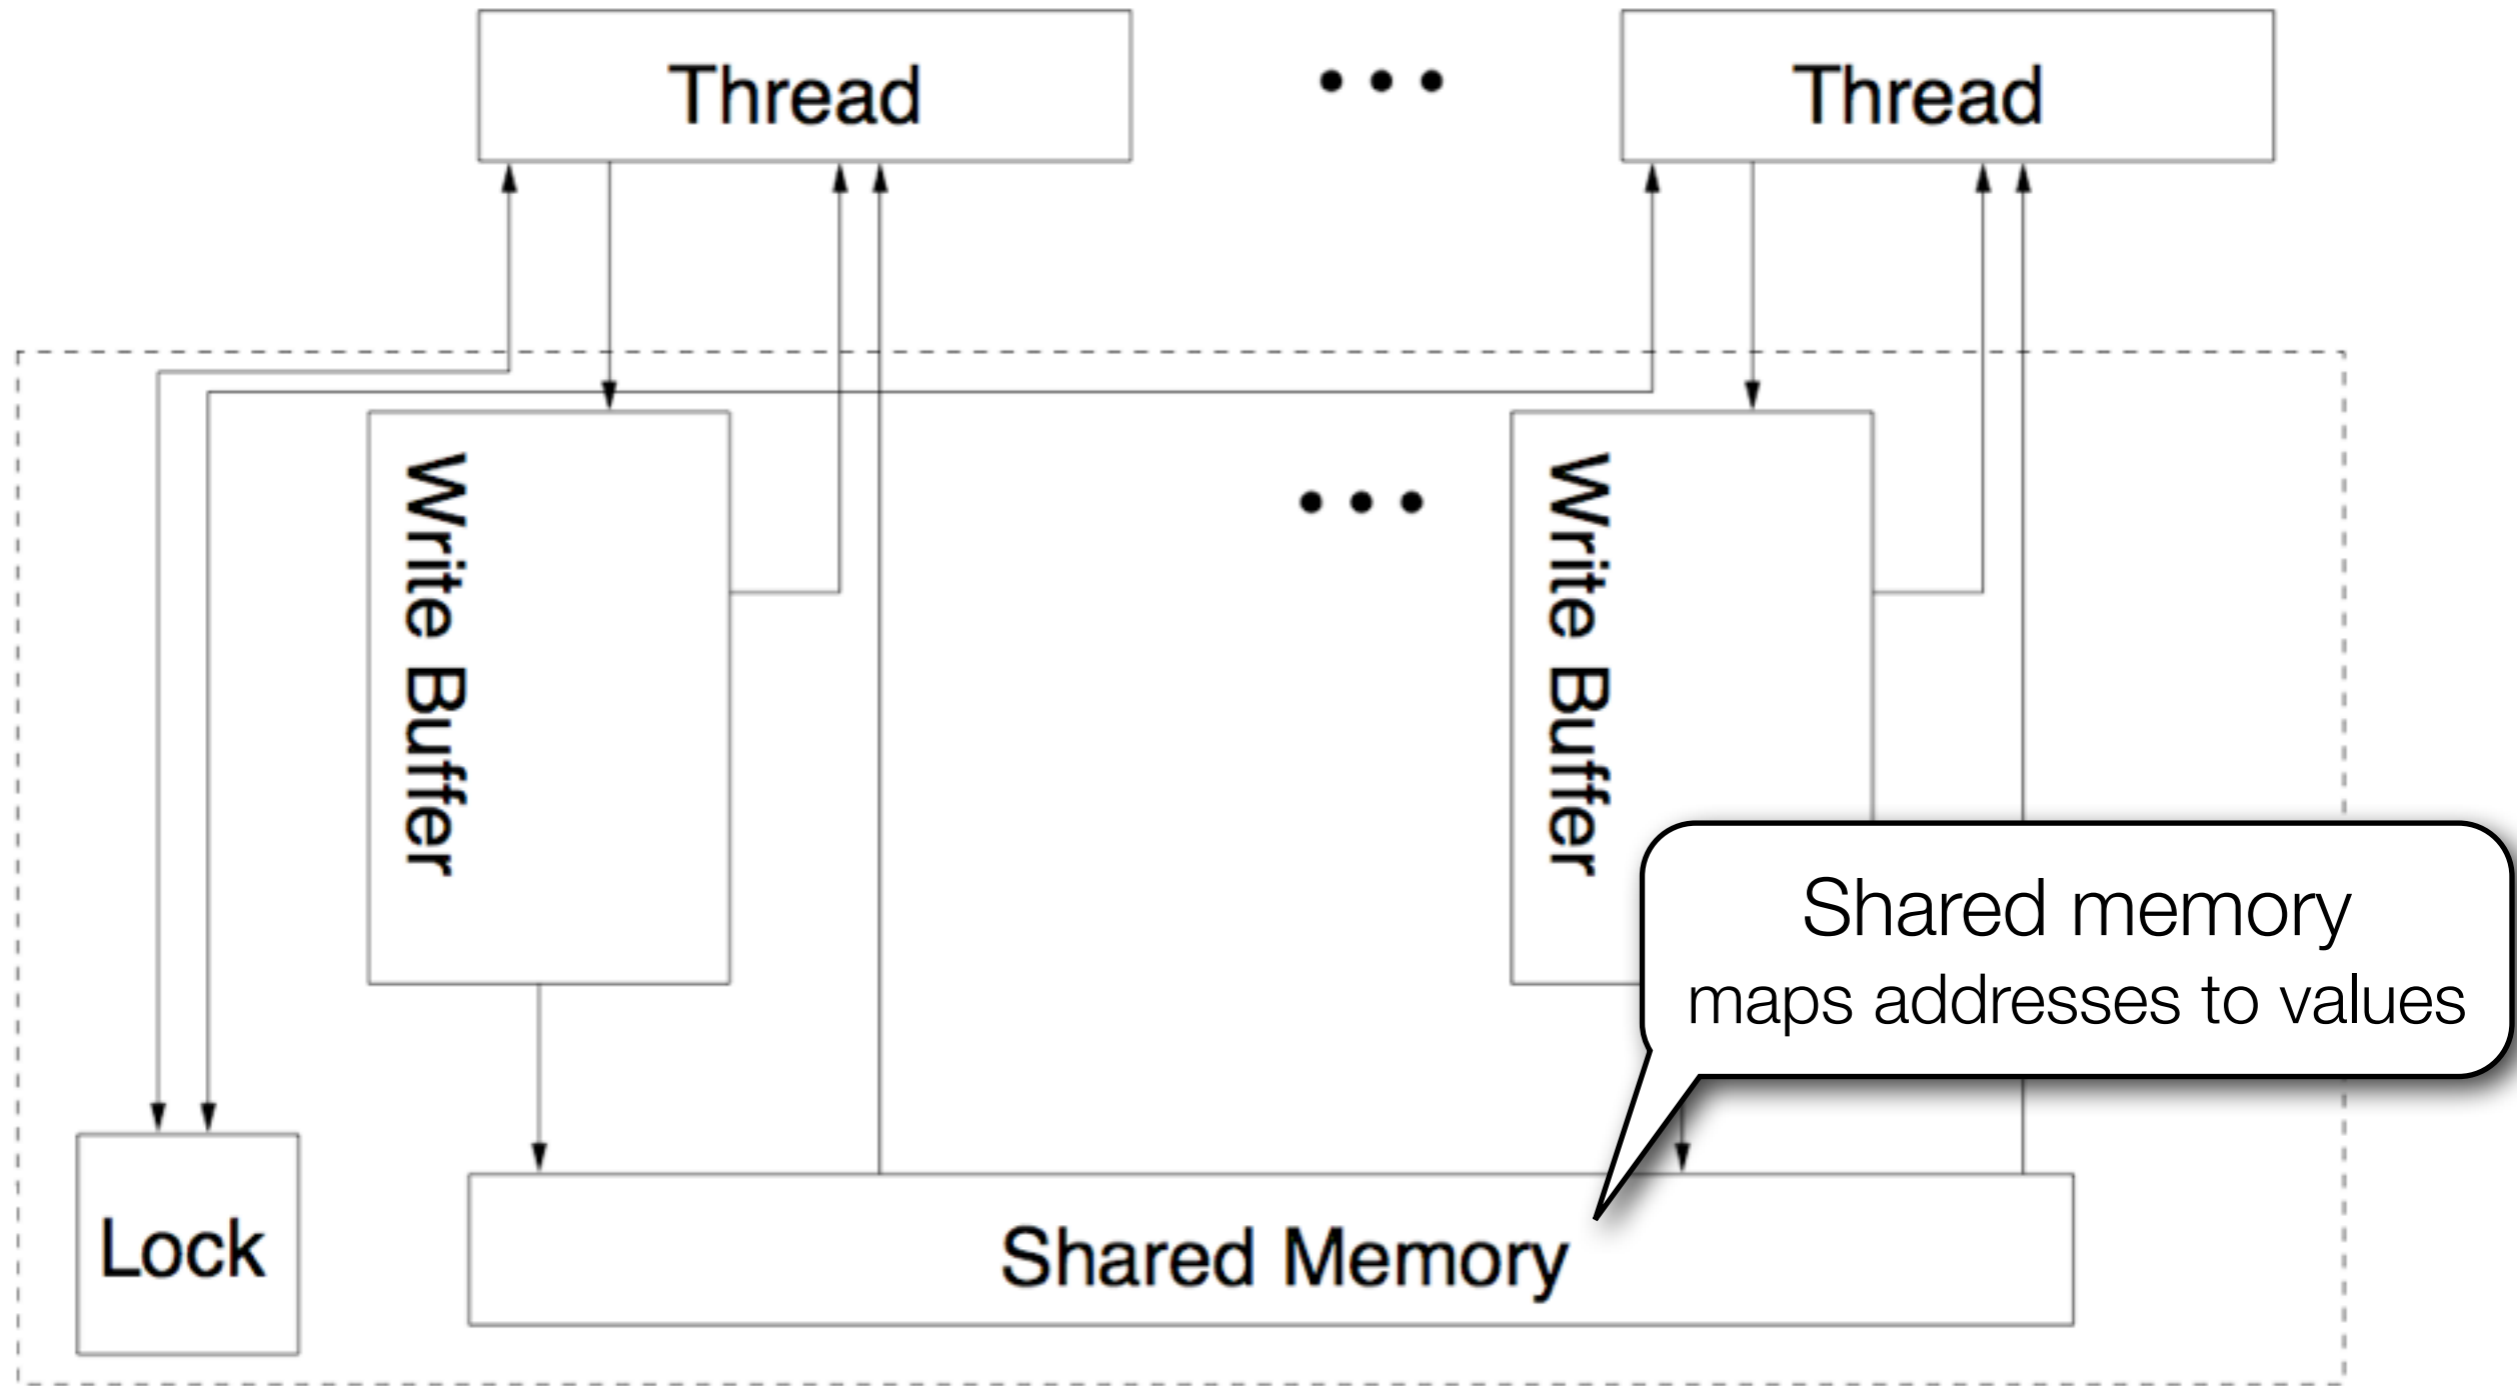 Thread
Thread
Write Buffer
Write Buffer
Shared memory
maps addresses to values
Lock
Shared Memory